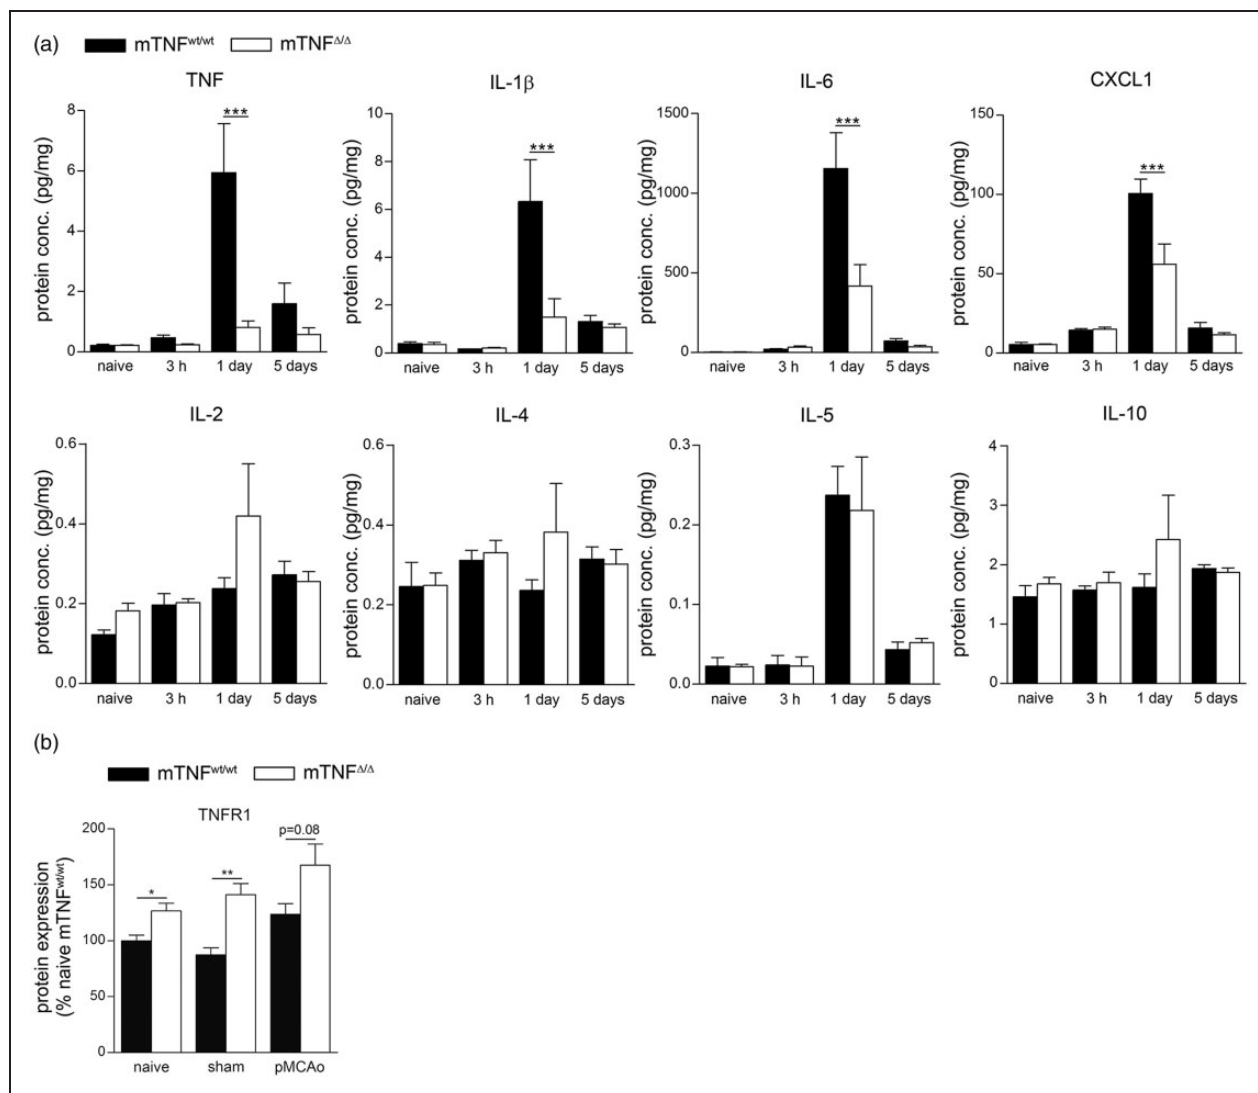 (a) mTNFwt/wt mTNFΔ/Δ
TNF IL-1β IL-6 CXCL1
protein conc. (pg/mg)
8
6
4
2
0
naive 3 h 1 day 5 days
***
protein conc. (pg/mg)
10
8
6
4
2
0
naive 3 h 1 day 5 days
***
protein conc. (pg/mg)
1500
1000
500
0
naive 3 h 1 day 5 days
***
protein conc. (pg/mg)
150
100
50
0
naive 3 h 1 day 5 days
***
IL-2 IL-4 IL-5 IL-10
protein conc. (pg/mg)
0.6
0.4
0.2
0.0
naive 3 h 1 day 5 days
protein conc. (pg/mg)
0.6
0.4
0.2
0.0
naive 3 h 1 day 5 days
protein conc. (pg/mg)
0.3
0.2
0.1
0.0
naive 3 h 1 day 5 days
protein conc. (pg/mg)
4
3
2
1
0
naive 3 h 1 day 5 days
(b)
mTNFwt/wt mTNFΔ/Δ
TNFR1
protein expression
(% naive mTNFwt/wt)
200
150
100
50
0
* ** p=0.08
naive sham pMCAo